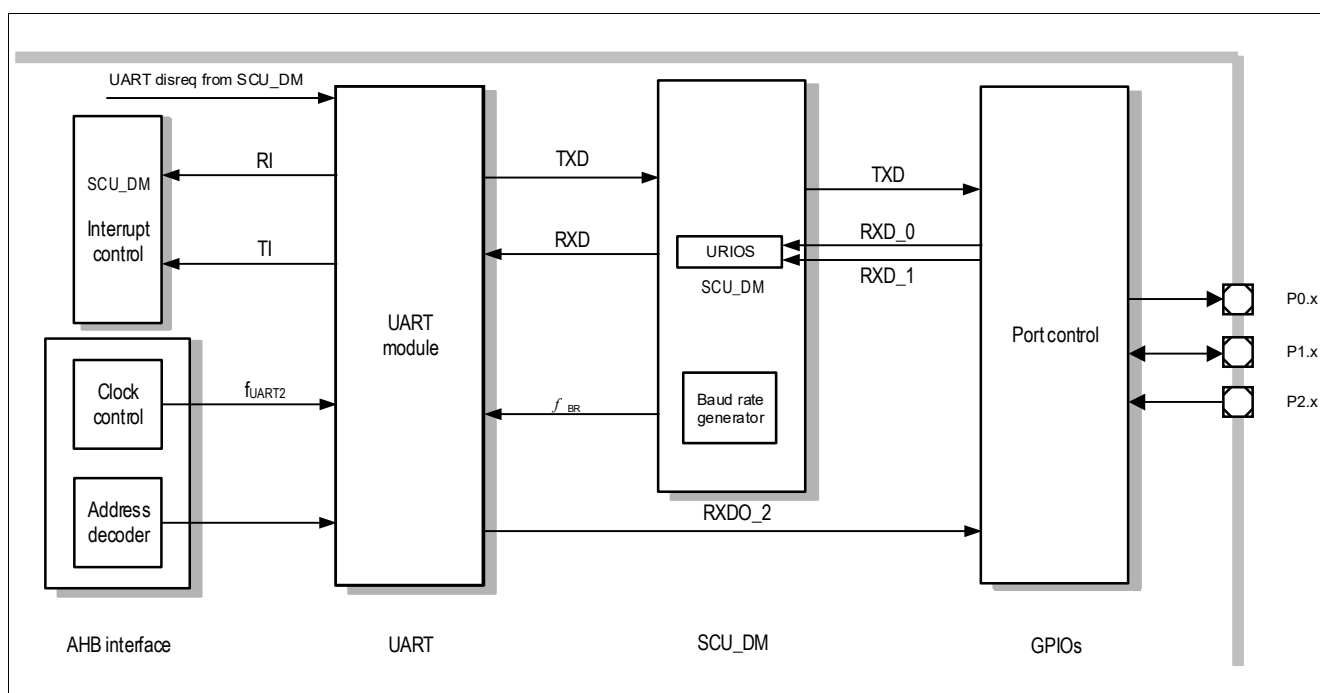 UART disreq from SCU_DM
SCU_DM
Interrupt
control
RI
TI
Clock
control
Address
decoder
fUART2
UART
module
TXD
RXD
f BR
RXDO_2
URIOS
SCU_DM
Baud rate
generator
TXD
RXD_0
RXD_1
Port control
P0.x
P1.x
P2.x
AHB interface
UART
SCU_DM
GPIOs